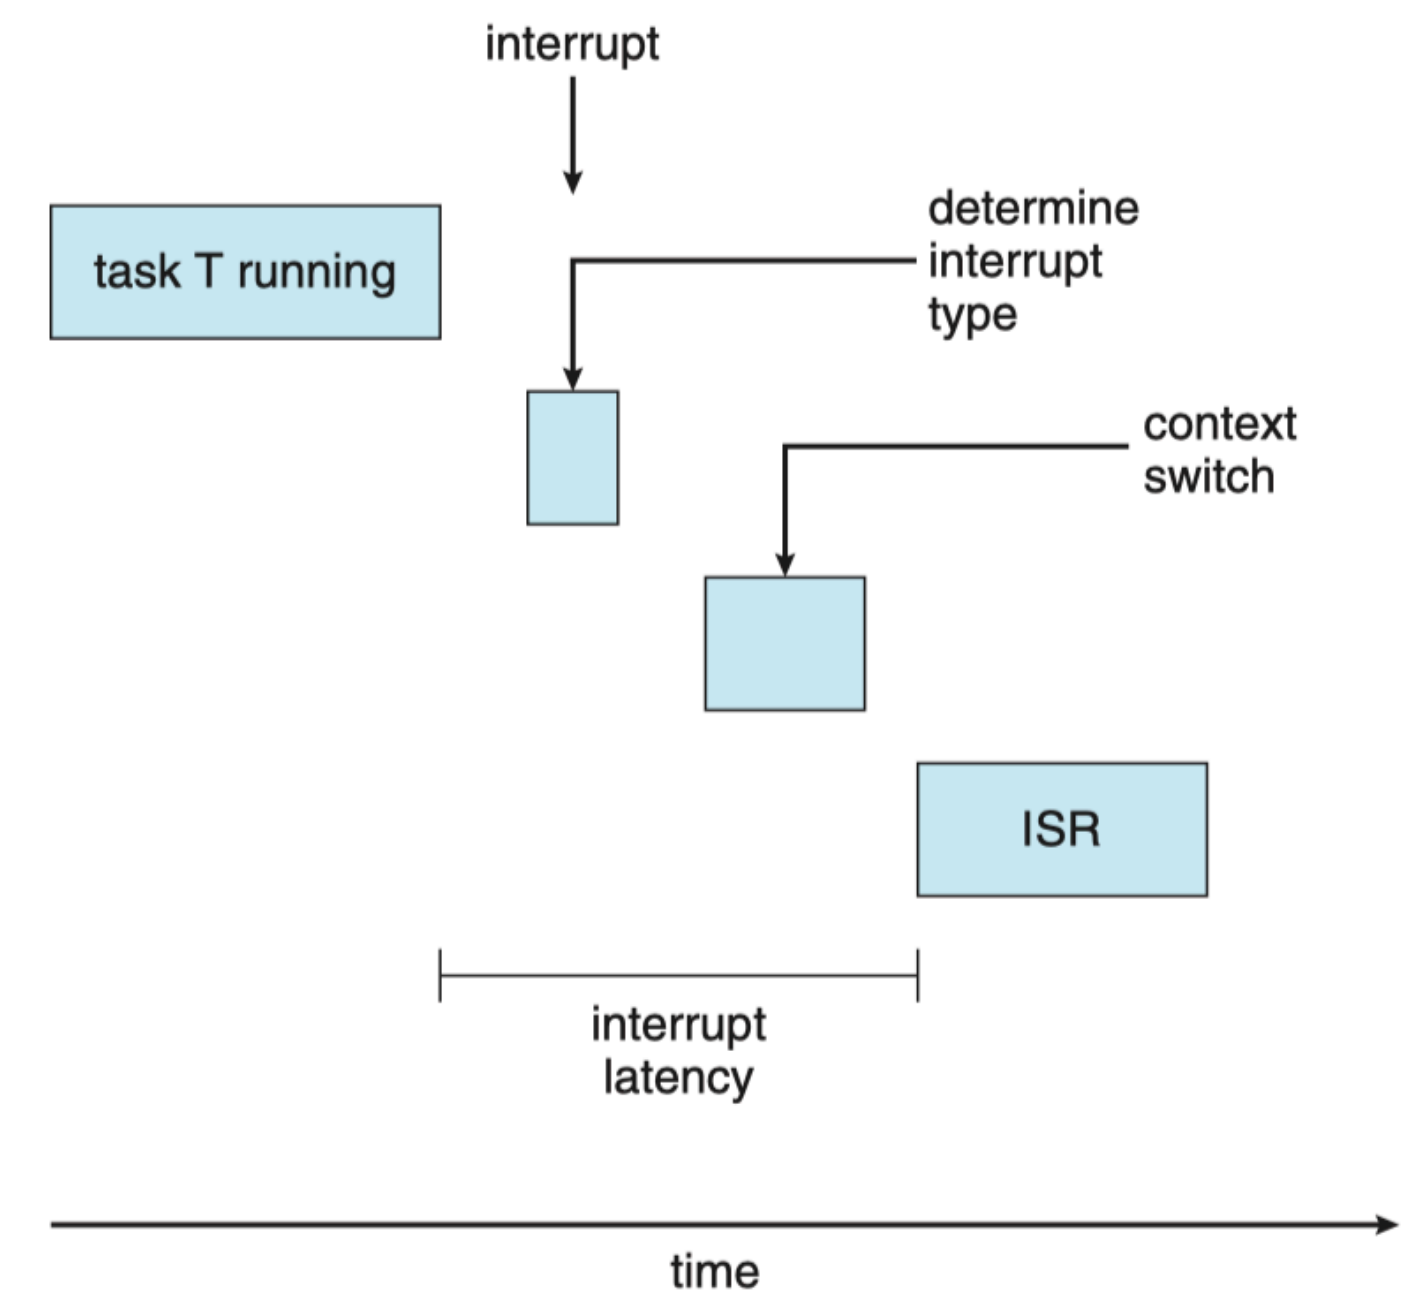 interrupt
task T running
determine
interrupt
type
context
switch
ISR
interrupt
latency
time